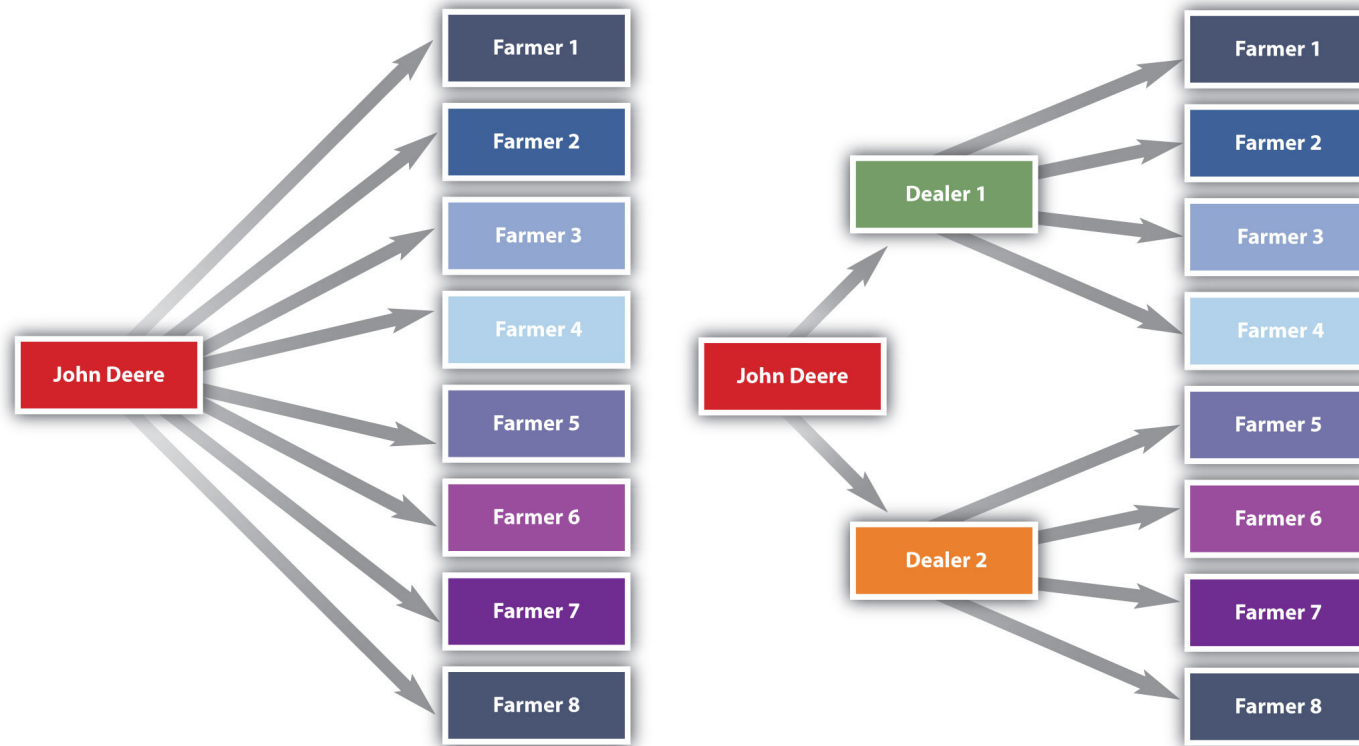 Farmer 1
Farmer 2
Farmer 3
Farmer 4
John Deere
Farmer 5
Farmer 6
Farmer 7
Farmer 8
Farmer 1
Farmer 2
Dealer 1
Farmer 3
Farmer 4
John Deere
Farmer 5
Farmer 6
Dealer 2
Farmer 7
Farmer 8